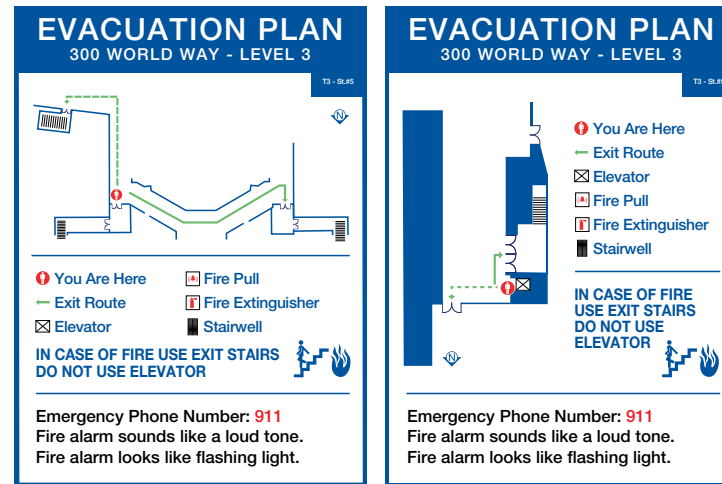 EVACUATION PLAN
300 WORLD WAY - LEVEL 3
T3 - St.#5
N
You Are Here
Exit Route
Elevator
Fire Pull
Fire Extinguisher
Stairwell
IN CASE OF FIRE USE EXIT STAIRS
DO NOT USE ELEVATOR
Emergency Phone Number: 911
Fire alarm sounds like a loud tone.
Fire alarm looks like flashing light.
EVACUATION PLAN
300 WORLD WAY - LEVEL 3
T3 - St.#
You Are Here
Exit Route
Elevator
Fire Pull
Fire Extinguisher
Stairwell
IN CASE OF FIRE
USE EXIT STAIRS
DO NOT USE
ELEVATOR
N
Emergency Phone Number: 911
Fire alarm sounds like a loud tone.
Fire alarm looks like flashing light.